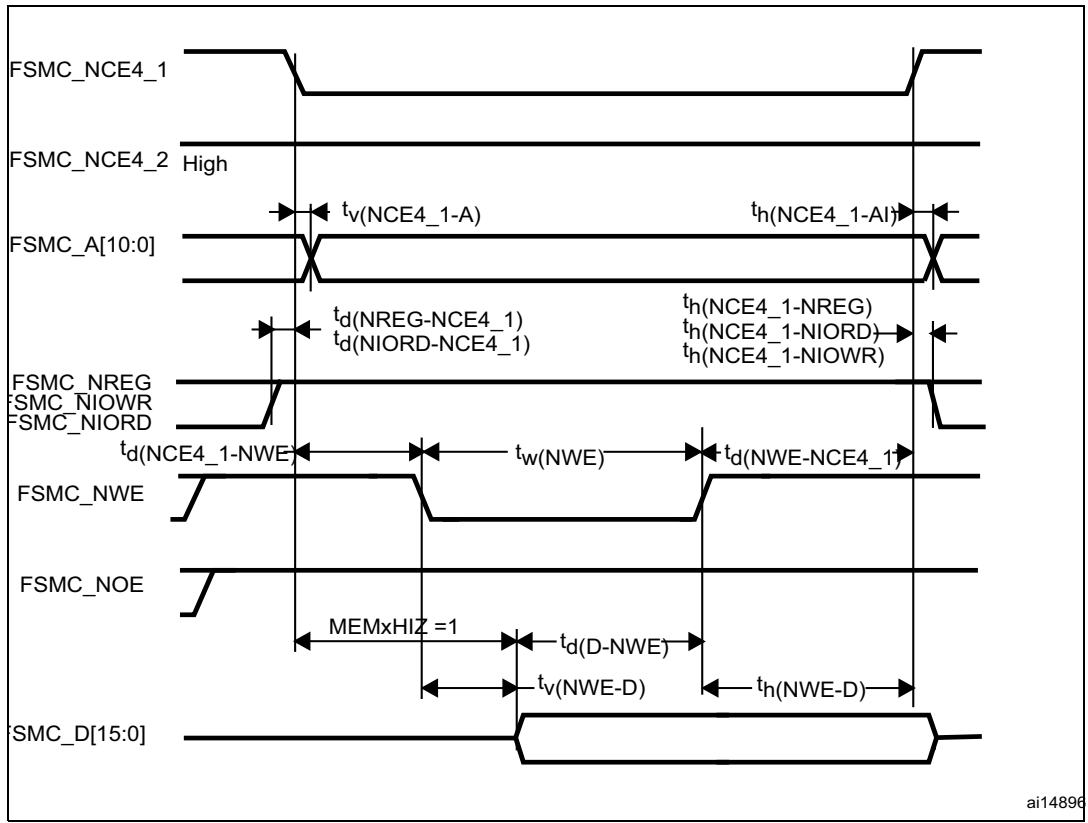 FSMC_NCE4_1
FSMC_NCE4_2 High
tv(NCE4_1-A)
th(NCE4_1-AI)
FSMC_A[10:0]
td(NREG-NCE4_1)
td(NIORD-NCE4_1)
th(NCE4_1-NREG)
th(NCE4_1-NIORD)
th(NCE4_1-NIOWR)
FSMC_NREG
FSMC_NIOWR
FSMC_NIORD
td(NCE4_1-NWE)
tw(NWE)
td(NWE-NCE4_1)
FSMC_NWE
FSMC_NOE
MEMxHIZ =1
td(D-NWE)
tv(NWE-D)
th(NWE-D)
FSMC_D[15:0]
ai14896